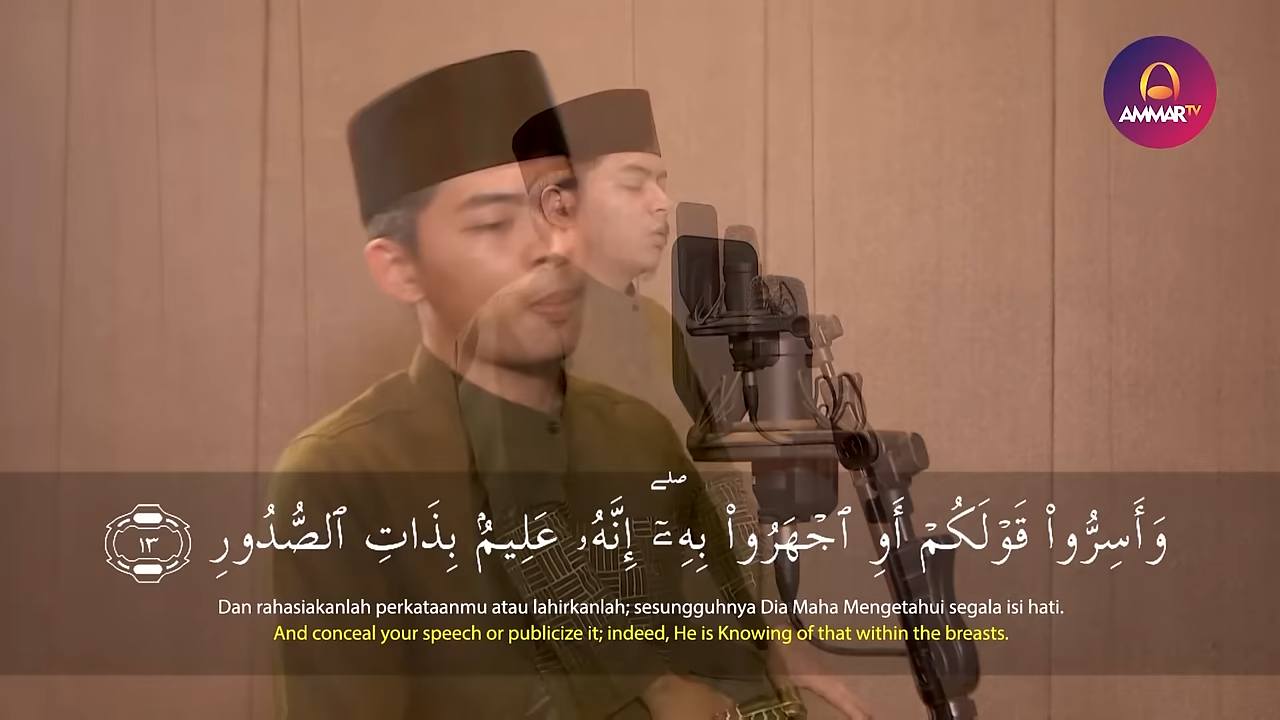 AMMARTV
وَأَسِرُّوا۟ قَوْلَكُمْ أَوِ ٱجْهَرُوا۟ بِهِۦٓ ۖ إِنَّهُۥ عَلِيمٌۢ بِذَاتِ ٱلصُّدُورِ ١٣
Dan rahasiakanlah perkataanmu atau lahirkanlah; sesungguhnya Dia Maha Mengetahui segala isi hati.
And conceal your speech or publicize it; indeed, He is Knowing of that within the breasts.